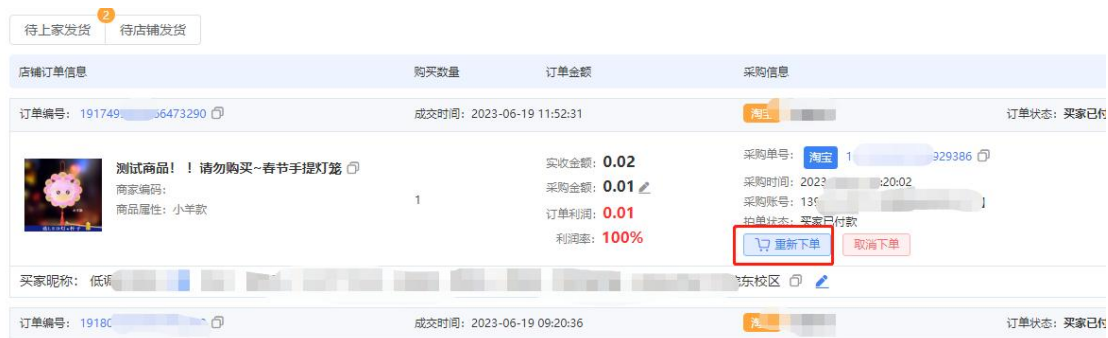 2
待上家发货 待店铺发货
店铺订单信息 购买数量 订单金额 采购信息
订单编号: 19174 66473290 成交时间: 2023-06-19 11:52:31 淘宝 订单状态: 买家已付
测试商品！！请勿购买~春节手提灯笼
商家编码:
商品属性: 小羊款
1
实收金额: 0.02
采购金额: 0.01
订单利润: 0.01
利润率: 100%
采购单号: 淘宝 1 929386
采购时间: 2023 :20:02
采购账号: 139 】
拍单状态: 买家已付款
重新下单 取消下单
买家昵称: 低 东校区
订单编号: 19180 成交时间: 2023-06-19 09:20:36 订单状态: 买家已付